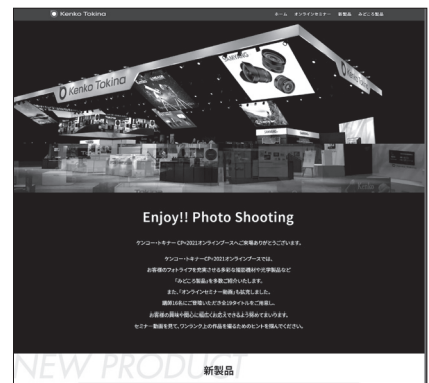 Kenko Tokina
ホーム オンラインセミナー 新製品 みどころ製品
Kenko Tokina
SAMYANG
Kenko Tokina
Enjoy!! Photo Shooting
ケンコー・トキナー CP+2021オンラインブースへご来場ありがとうございます。
ケンコー・トキナーCP+2021オンラインブースでは、
お客様のフォトライフを充実させる多彩な撮影機材や光学製品など
『みどころ製品』を多数ご紹介いたします。
また、『オンラインセミナー動画』も拡充しました。
講師16名にご登壇いただき全19タイトルをご用意し、
お客様の興味や関心に幅広くお応えできるよう努めてまいります。
セミナー動画を見て、ワンランク上の作品を撮るためのヒントを掴んでください。
NEW PRODUCT
新製品